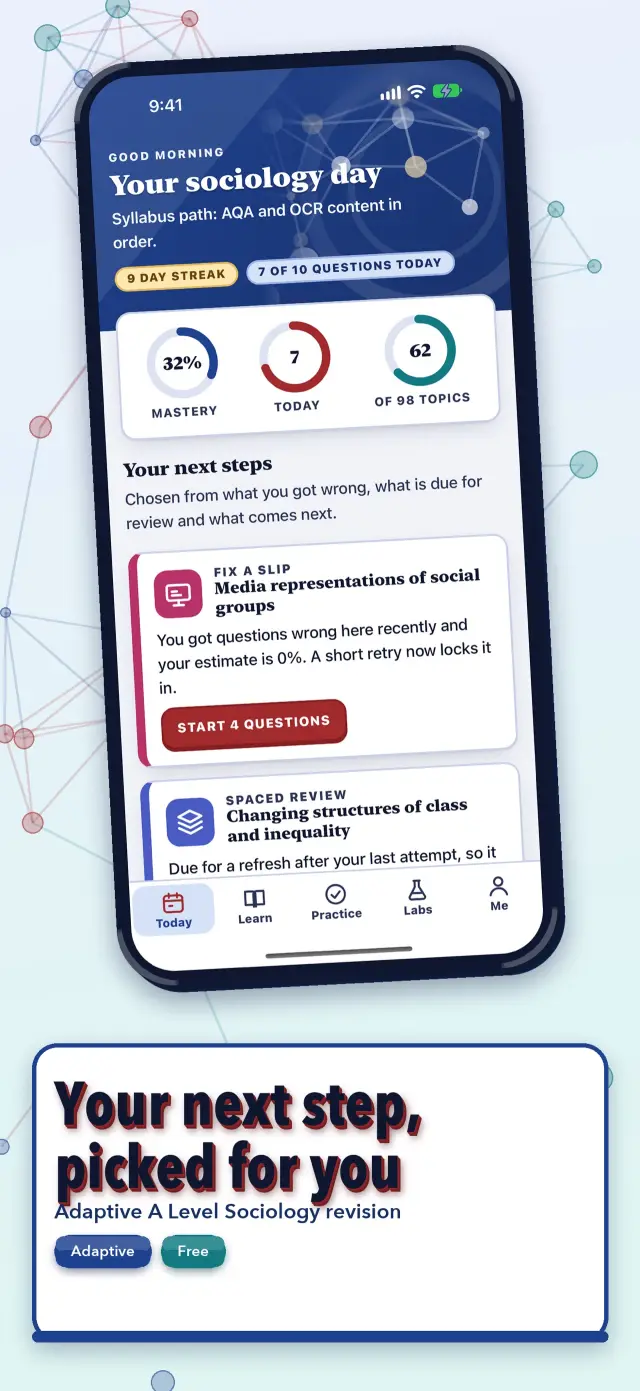 9:41
GOOD MORNING
Your sociology day
Syllabus path: AQA and OCR content in
order.
9 DAY STREAK
7 OF 10 QUESTIONS TODAY
32%
7
62
MASTERY
TODAY
OF 98 TOPICS
Your next steps
Chosen from what you got wrong, what is due for
review and what comes next.
FIX A SLIP
Media representations of social
groups
You got questions wrong here recently and
your estimate is 0%. A short retry now locks it
in.
START 4 QUESTIONS
SPACED REVIEW
Changing structures of class
and inequality
Due for a refresh after your last attempt, so it
Today
Learn
Practice
Labs
Me
Your next step,
picked for you
Adaptive A Level Sociology revision
Adaptive
Free